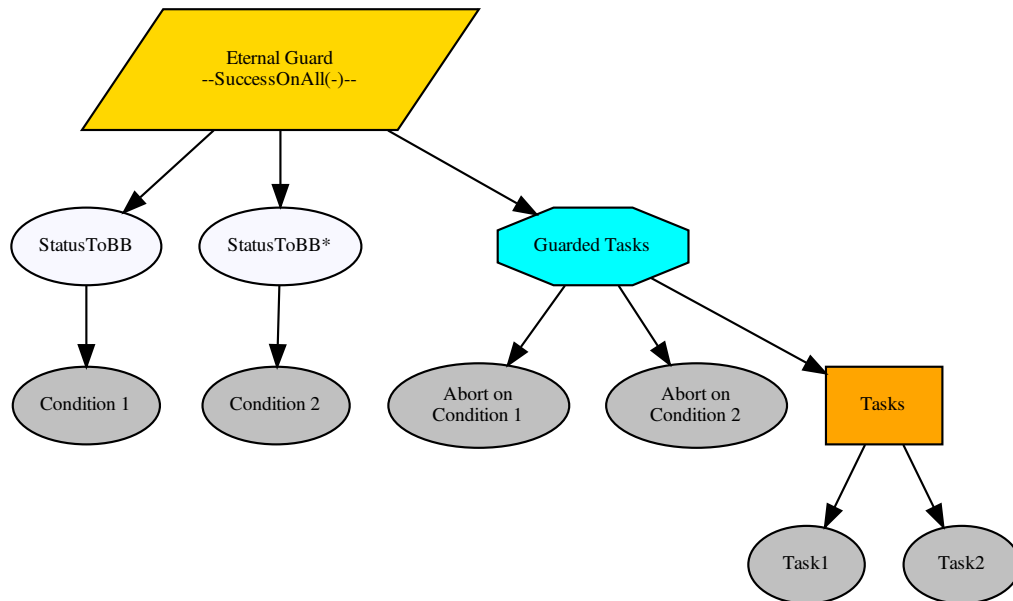 Eternal Guard
--SuccessOnAll(-)--
StatusToBB
StatusToBB*
Guarded Tasks
Condition 1
Condition 2
Abort on
Condition 1
Abort on
Condition 2
Tasks
Task1
Task2